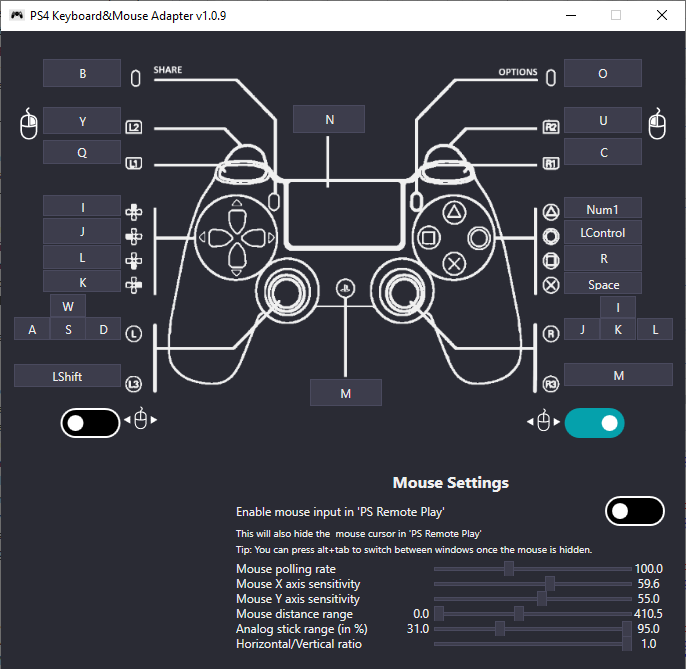 PS4 Keyboard&Mouse Adapter v1.0.9
B SHARE OPTIONS O
N
Y L2 R2 U
Q L1 R1 C
I Num1
J LControl
L R
K Space
W I
A S D L R J K L
LShift L3 R3 M
M
Mouse Settings
Enable mouse input in 'PS Remote Play'
This will also hide the mouse cursor in 'PS Remote Play'
Tip: You can press alt+tab to switch between windows once the mouse is hidden.
Mouse polling rate 100.0
Mouse X axis sensitivity 59.6
Mouse Y axis sensitivity 55.0
Mouse distance range 0.0 410.5
Analog stick range (in %) 31.0 95.0
Horizontal/Vertical ratio 1.0